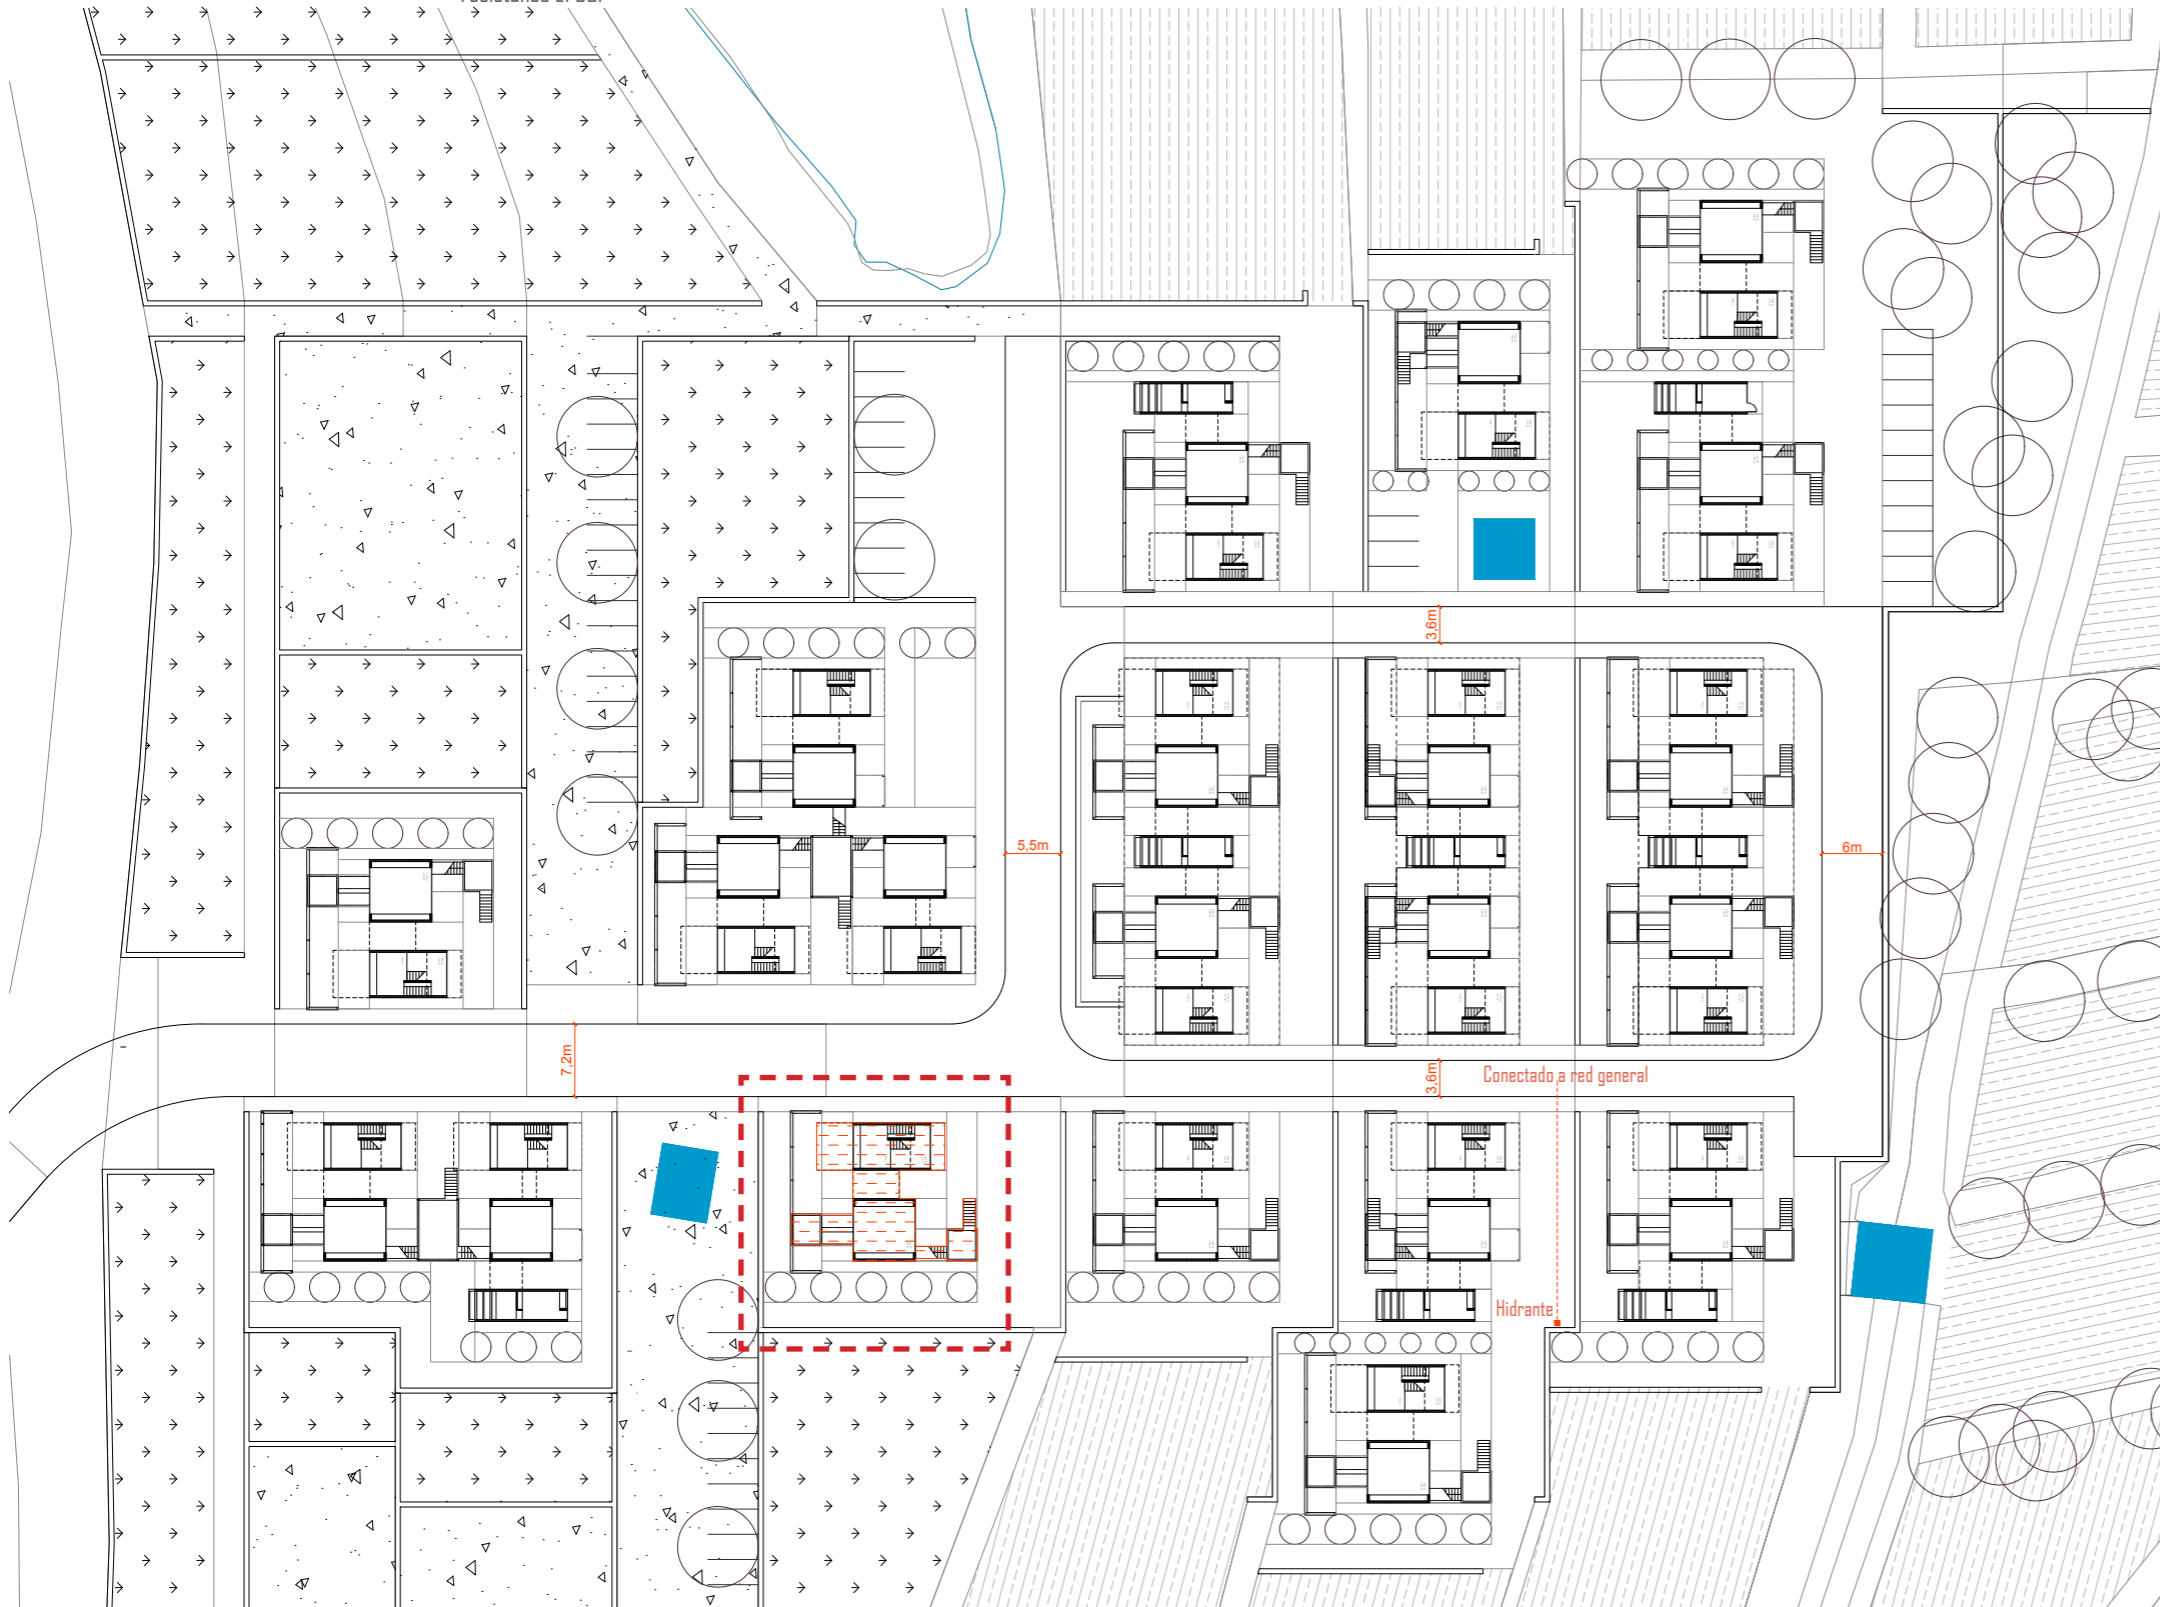 3,6m
5,5m
6m
7,2m
3,6m
Conectado a red general
Hidrante